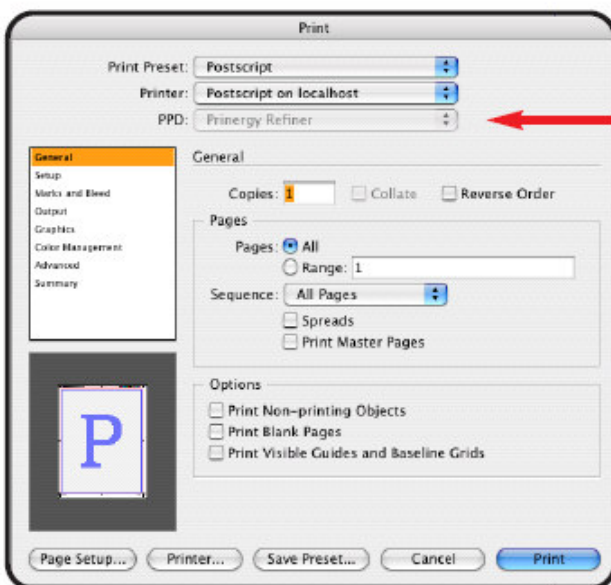 Print
Print Preset: Postscript
Printer: Postscript on localhost
PPD: Prinergy Refiner
General
Setup
Marks and Bleed
Output
Graphics
Color Management
Advanced
Summary
General
Copies: 1 Collate Reverse Order
Pages
Pages: All
Range: 1
Sequence: All Pages
Spreads
Print Master Pages
Options
Print Non-printing Objects
Print Blank Pages
Print Visible Guides and Baseline Grids
P
Page Setup... Printer... Save Preset... Cancel Print